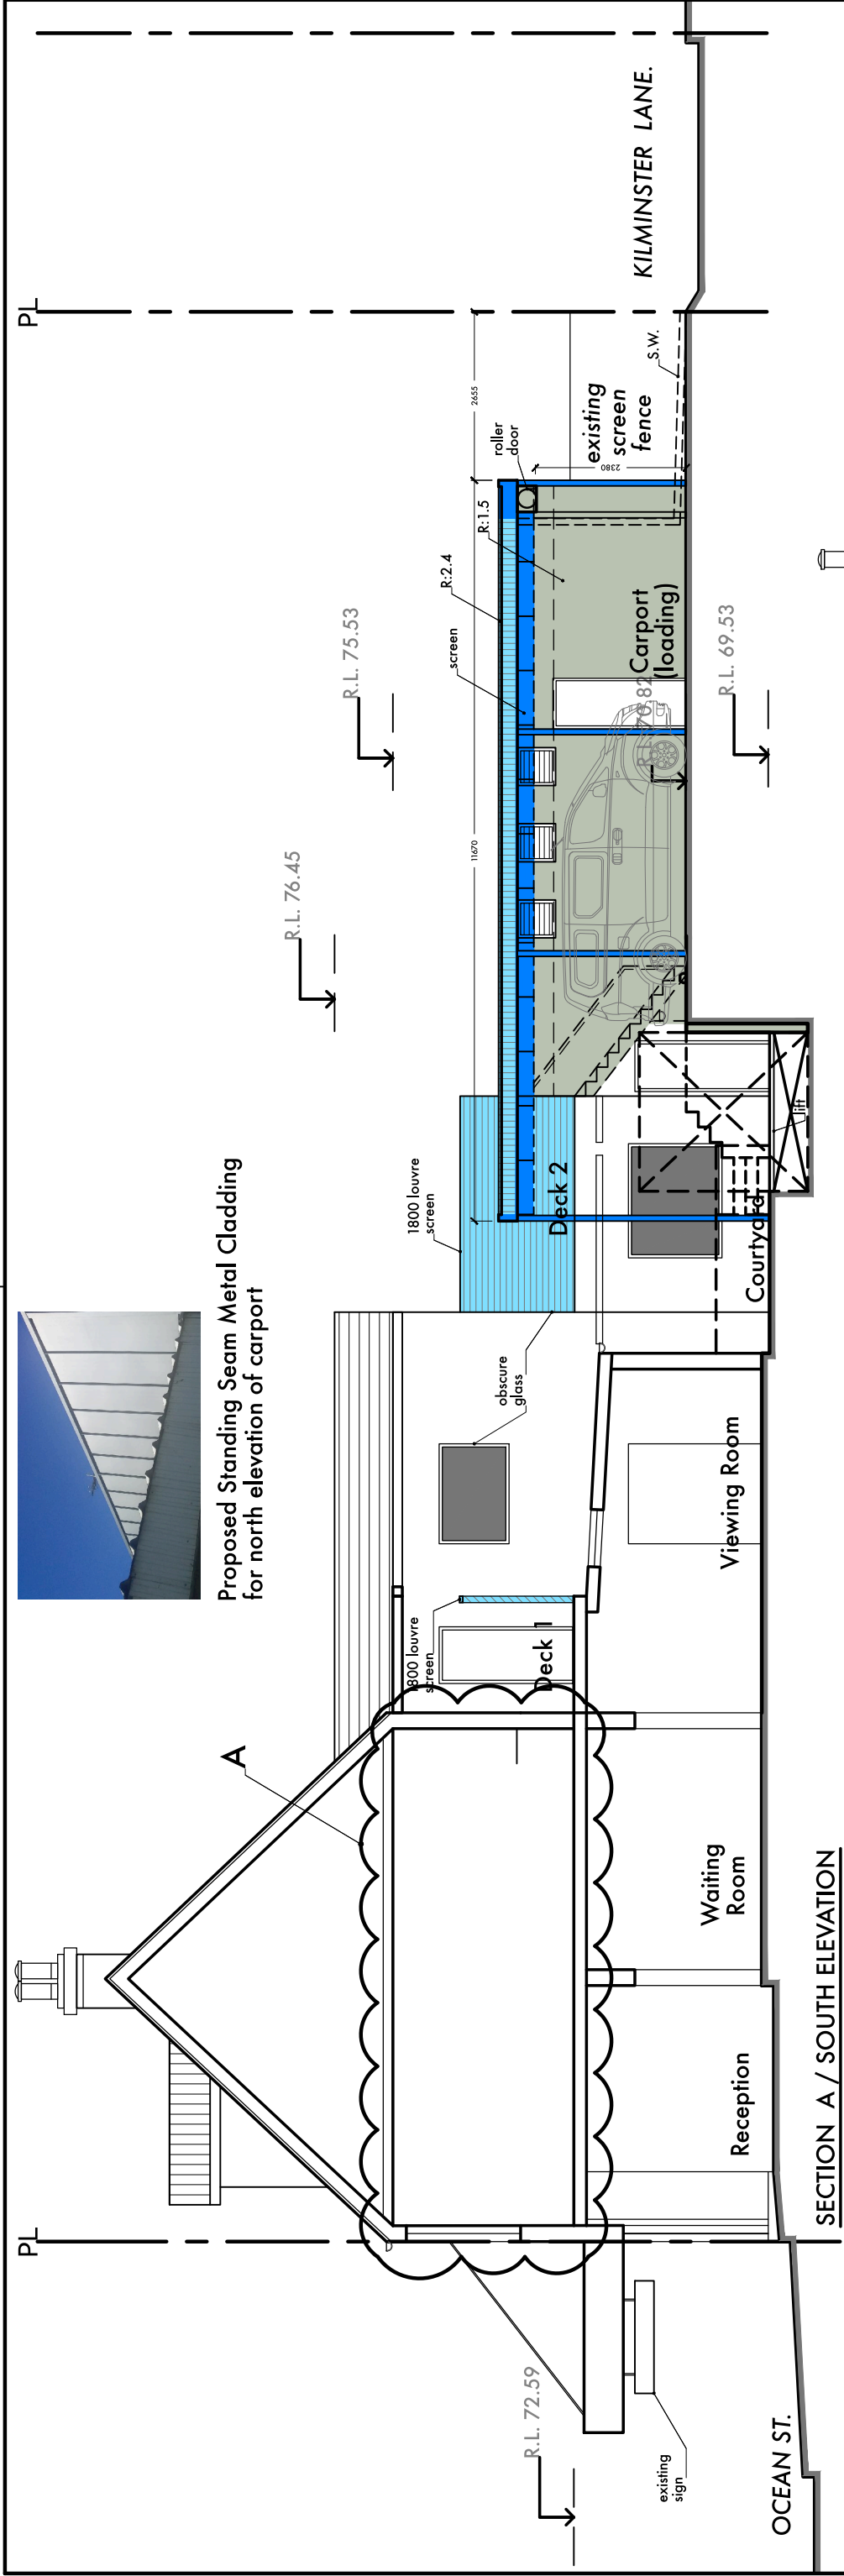 PL
PL
KILMINSTER LANE.
Proposed Standing Seam Metal Cladding
for north elevation of carport
A
R.L. 76.45
R.L. 75.53
R:2.4
screen
R:1.5
roller
door
2655
11670
2380
existing
screen
fence
S.W.
1800 louvre
screen
Deck 2
obscure
glass
1800 louvre
screen
Deck 1
Carport
(loading)
R.L. 70.82
R.L. 69.53
lift
Courtyard
Viewing Room
Waiting
Room
Reception
R.L. 72.59
existing
sign
OCEAN ST.
SECTION A / SOUTH ELEVATION